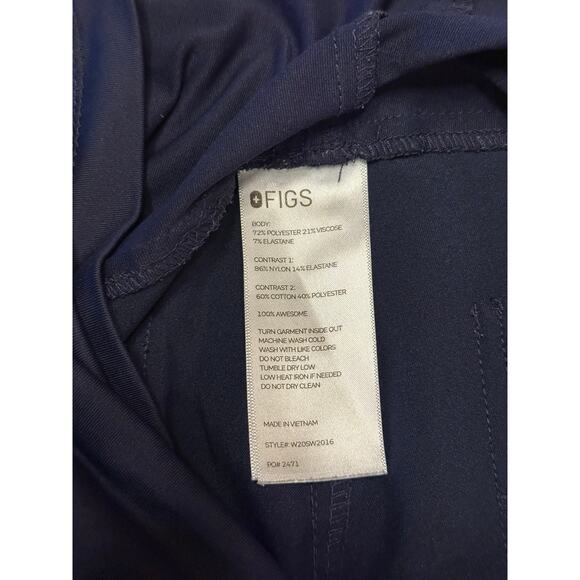 FIGS
BODY:
72% POLYESTER 21% VISCOSE
7% ELASTANE
CONTRAST 1:
86% NYLON 14% ELASTANE
CONTRAST 2:
60% COTTON 40% POLYESTER
100% AWESOME
TURN GARMENT INSIDE OUT
MACHINE WASH COLD
WASH WITH LIKE COLORS
DO NOT BLEACH
TUMBLE DRY LOW
LOW HEAT IRON IF NEEDED
DO NOT DRY CLEAN
MADE IN VIETNAM
STYLE#: W20SW2016
PO# 2471